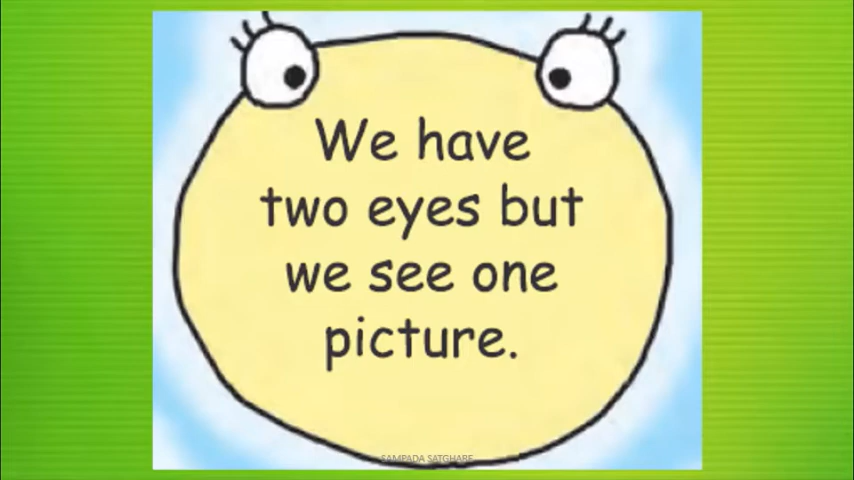 We have
two eyes but
we see one
picture.
SAMPADA SATGHARE